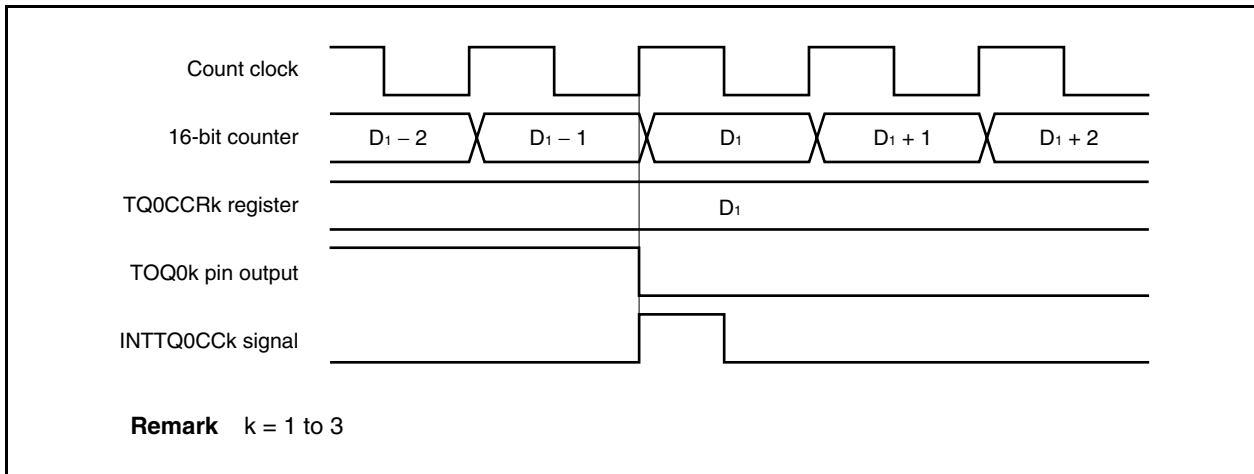 Count clock
16-bit counter D₁ − 2 D₁ − 1 D₁ D₁ + 1 D₁ + 2
TQ0CCRk register D₁
TOQ0k pin output
INTTQ0CCk signal
Remark k = 1 to 3